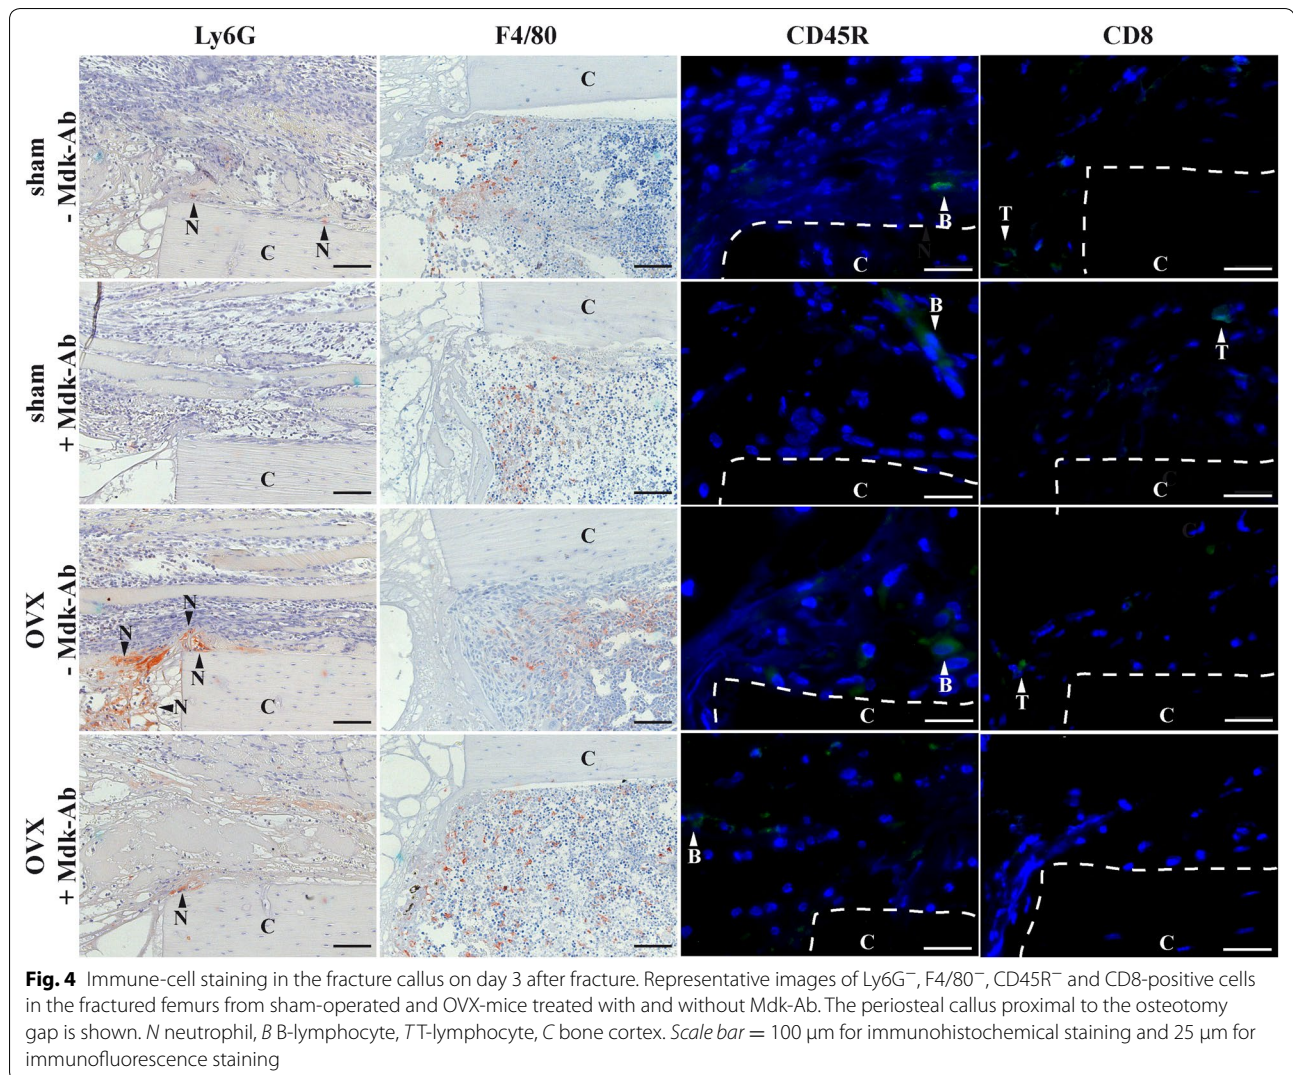 Ly6G F4/80 CD45R CD8
sham
- Mdk-Ab
N N C
C
B N C
T C
sham
+ Mdk-Ab
C
C
B C
T C
OVX
- Mdk-Ab
N N N N C
C
B C
C T C
OVX
+ Mdk-Ab
N C
C
B C
C
Fig. 4 Immune-cell staining in the fracture callus on day 3 after fracture. Representative images of Ly6G⁻, F4/80⁻, CD45R⁻ and CD8-positive cells
in the fractured femurs from sham-operated and OVX-mice treated with and without Mdk-Ab. The periosteal callus proximal to the osteotomy
gap is shown. N neutrophil, B B-lymphocyte, T T-lymphocyte, C bone cortex. Scale bar = 100 μm for immunohistochemical staining and 25 μm for
immunofluorescence staining